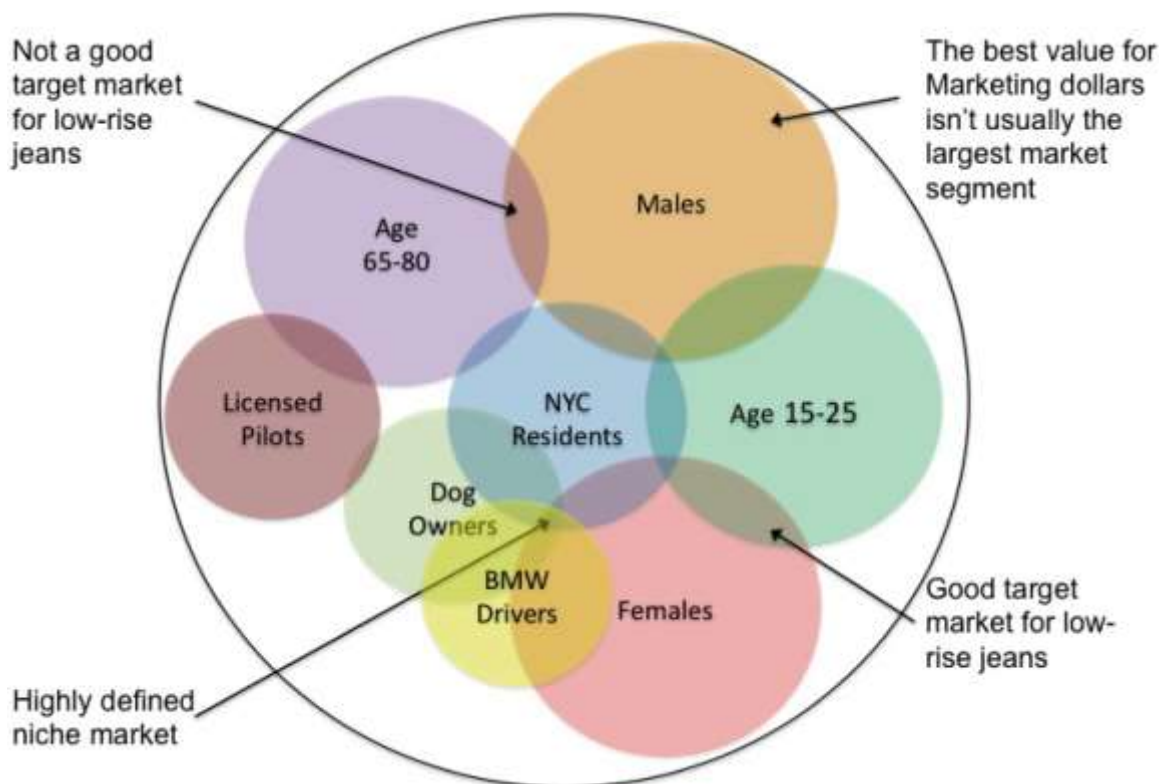 Not a good
target market
for low-rise
jeans
The best value for
Marketing dollars
isn't usually the
largest market
segment
Males
Age
65-80
Licensed
Pilots
NYC
Residents
Age 15-25
Dog
Owners
BMW
Drivers
Females
Good target
market for low-
rise jeans
Highly defined
niche market